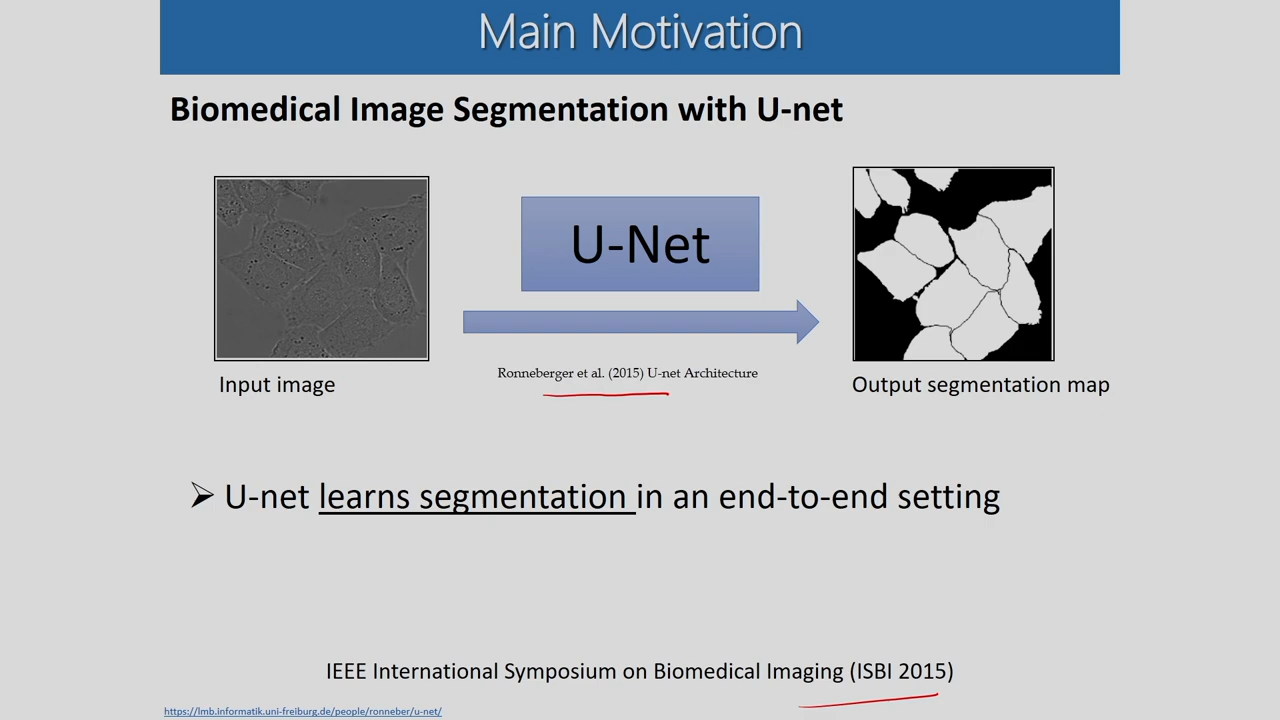 Main Motivation
Biomedical Image Segmentation with U-net
U-Net
Ronneberger et al. (2015) U-net Architecture
Input image
Output segmentation map
➢ U-net learns segmentation in an end-to-end setting
IEEE International Symposium on Biomedical Imaging (ISBI 2015)
https://lmb.informatik.uni-freiburg.de/people/ronneber/u-net/